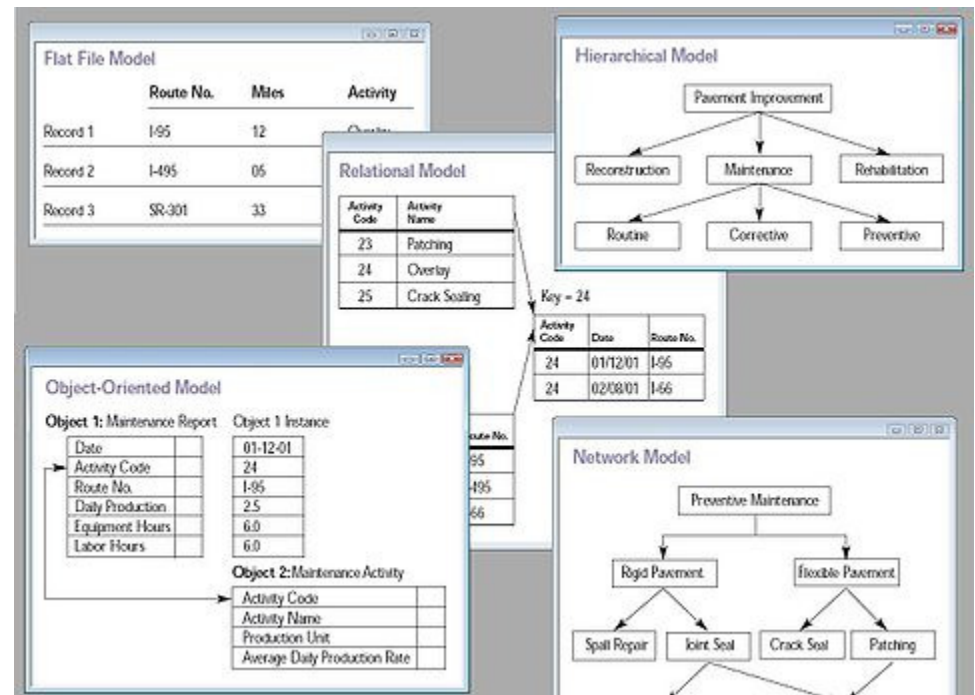 Flat File Model
Route No. Miles Activity
Record 1 I-95 12 Overlay
Record 2 I-495 05
Record 3 SR-301 33
Relational Model
Activity Code Activity Name
23 Patching
24 Overlay
25 Crack Sealing
Key = 24
Activity Code Date Route No.
24 01/12/01 I-95
24 02/08/01 I-66
Route No.
95
495
66
Hierarchical Model
Pavement Improvement
Reconstruction Maintenance Rehabilitation
Routine Corrective Preventive
Object-Oriented Model
Object 1: Maintenance Report Object 1 Instance
Date 01-12-01
Activity Code 24
Route No. I-95
Daily Production 2.5
Equipment Hours 6.0
Labor Hours 6.0
Object 2: Maintenance Activity
Activity Code
Activity Name
Production Unit
Average Daily Production Rate
Network Model
Preventive Maintenance
Rigid Pavement Flexible Pavement
Spall Repair Joint Seal Crack Seal Patching